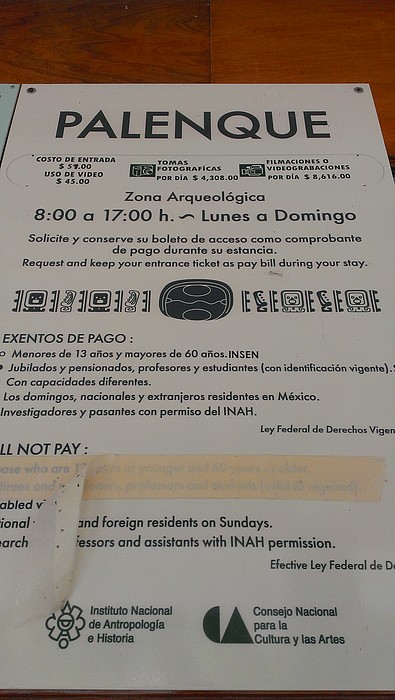 PALENQUE
COSTO DE ENTRADA
USO DE VIDEO
$ 45.00
TOMAS
FOTOGRAFÍCAS
POR DÍA $ 4,308.00
FILMACIONES O
VIDEOGRABACIONES
POR DÍA $ 8,616.00
Zona Arqueológica
8:00 a 17:00 h. ~ Lunes a Domingo
Solicite y conserve su boleto de acceso como comprobante
de pago durante su estancia.
Request and keep your entrance ticket as pay bill during your stay.
EXENTOS DE PAGO :
Menores de 13 años y mayores de 60 años.INSEN
Jubilados y pensionados, profesores y estudiantes (con identificación vigente).
Con capacidades diferentes.
Los domingos, nacionales y extranjeros residentes en México.
Investigadores y pasantes con permiso del INAH.
Ley Federal de Derechos Vigen
LL NOT PAY :
and foreign residents on Sundays.
earch fessors and assistants with INAH permission.
Effective Ley Federal de De
Instituto Nacional
de Antropología
e Historia
Consejo Nacional
para la
Cultura y las Artes